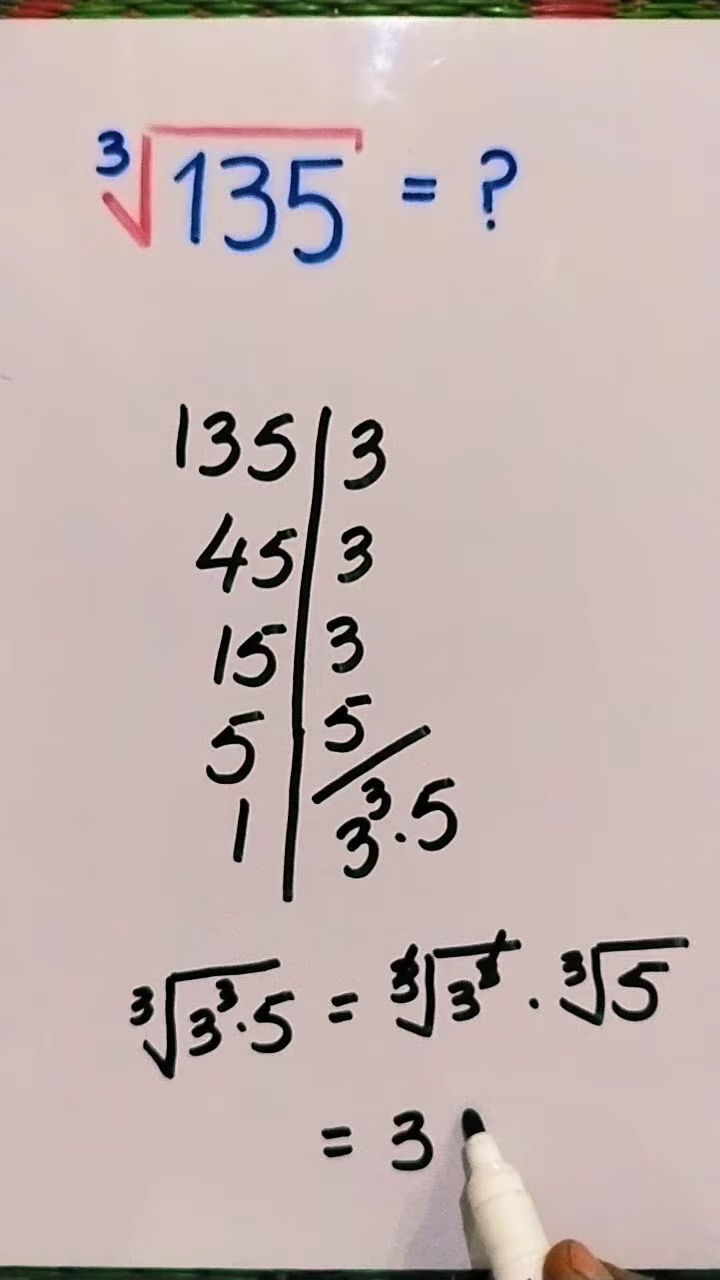 ∛135 = ?
135 | 3
45 | 3
15 | 3
5 | 5
1 | 3³·5
∛3³·5 = ∛3³ · ∛5
= 3